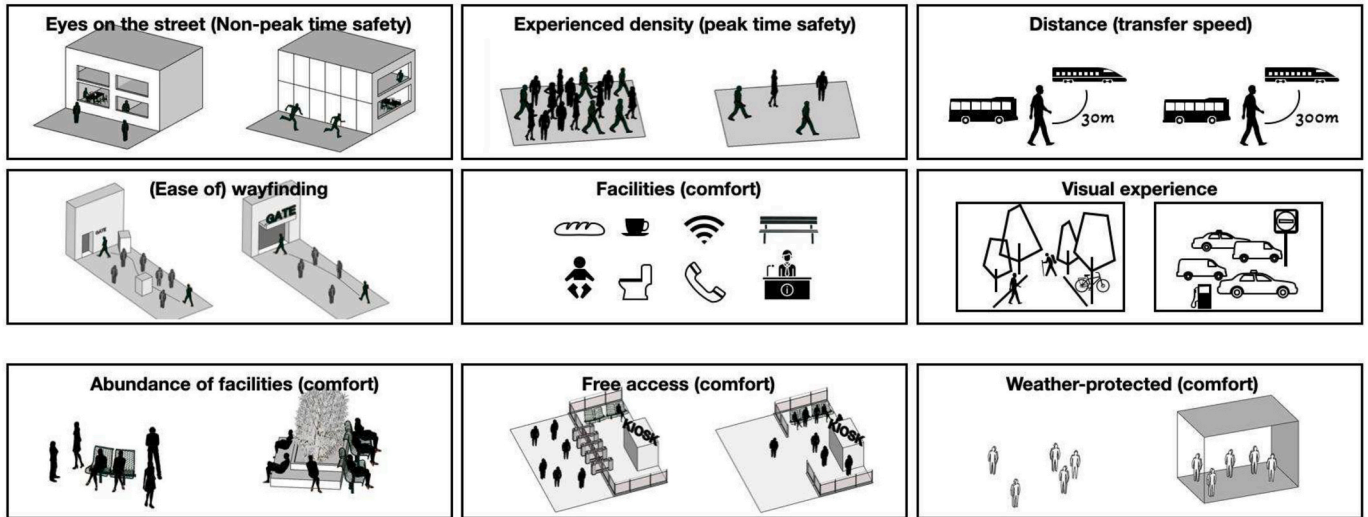 Eyes on the street (Non-peak time safety)
Experienced density (peak time safety)
Distance (transfer speed)
30m
300m
(Ease of) wayfinding
GATE
GATE
Facilities (comfort)
i
Visual experience
Abundance of facilities (comfort)
Free access (comfort)
KIOSK
KIOSK
Weather-protected (comfort)